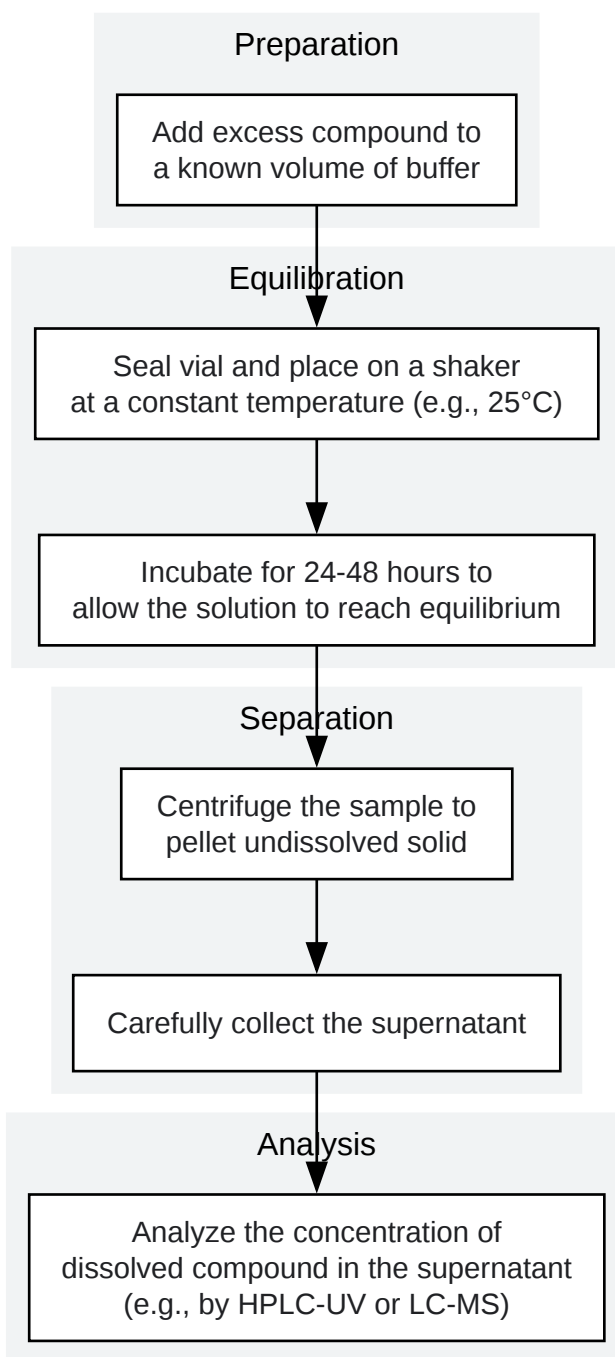 Preparation
Add excess compound to
a known volume of buffer
Equilibration
Seal vial and place on a shaker
at a constant temperature (e.g., 25°C)
Incubate for 24-48 hours to
allow the solution to reach equilibrium
Separation
Centrifuge the sample to
pellet undissolved solid
Carefully collect the supernatant
Analysis
Analyze the concentration of
dissolved compound in the supernatant
(e.g., by HPLC-UV or LC-MS)